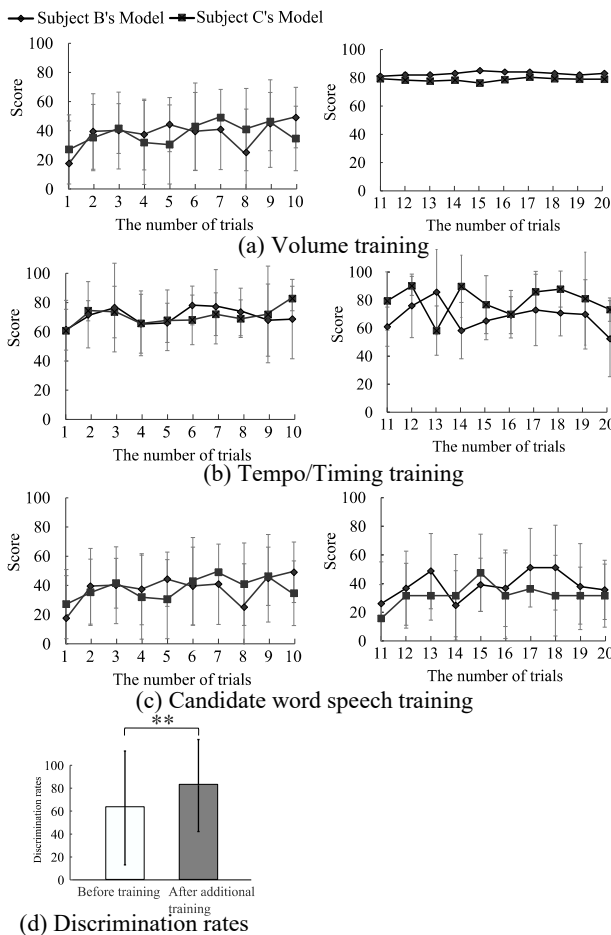 Subject B's Model Subject C's Model
100
80
60
40
20
0
Score
1 2 3 4 5 6 7 8 9 10
The number of trials
100
80
60
40
20
0
Score
11 12 13 14 15 16 17 18 19 20
The number of trials
(a) Volume training
100
80
60
40
20
0
Score
1 2 3 4 5 6 7 8 9 10
The number of trials
100
80
60
40
20
0
Score
11 12 13 14 15 16 17 18 19 20
The number of trials
(b) Tempo/Timing training
100
80
60
40
20
0
Score
1 2 3 4 5 6 7 8 9 10
The number of trials
100
80
60
40
20
0
Score
11 12 13 14 15 16 17 18 19 20
The number of trials
(c) Candidate word speech training
**
100
80
60
40
20
0
Discrimination rates
Before training After additional
training
(d) Discrimination rates